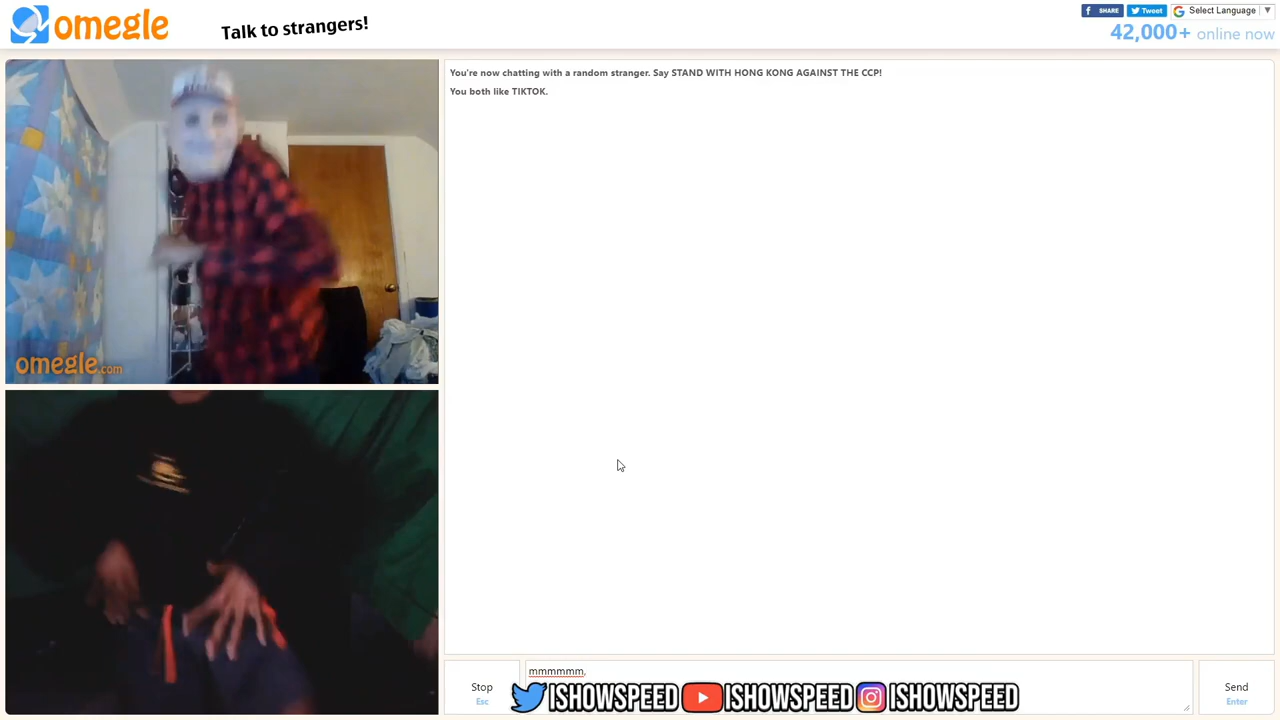 omegle
Talk to strangers!
SHARE
Tweet
Select Language
42,000+ online now
You're now chatting with a random stranger. Say STAND WITH HONG KONG AGAINST THE CCP!
You both like TIKTOK.
omegle.com
mmmmmm,
Stop
Esc
ISHOWSPEED ISHOWSPEED ISHOWSPEED
Send
Enter